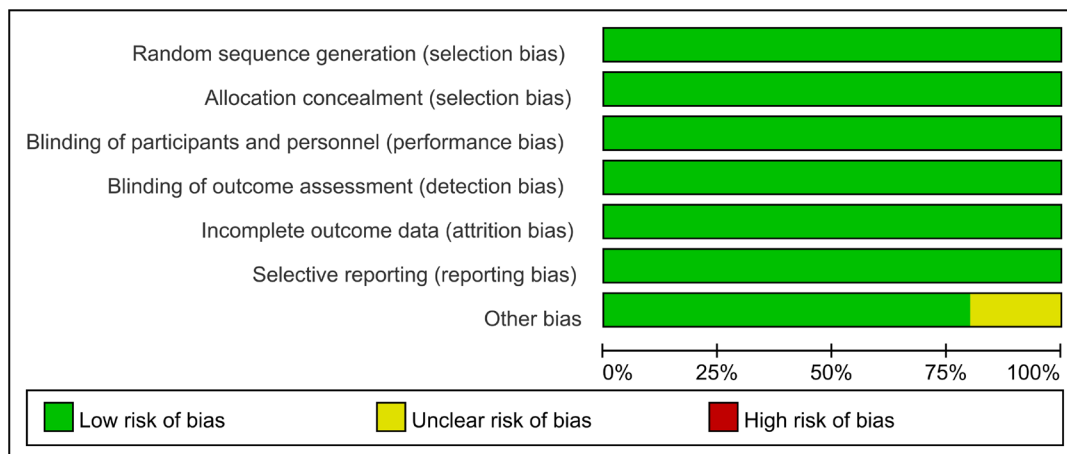 Random sequence generation (selection bias)
Allocation concealment (selection bias)
Blinding of participants and personnel (performance bias)
Blinding of outcome assessment (detection bias)
Incomplete outcome data (attrition bias)
Selective reporting (reporting bias)
Other bias
0% 25% 50% 75% 100%
Low risk of bias Unclear risk of bias High risk of bias